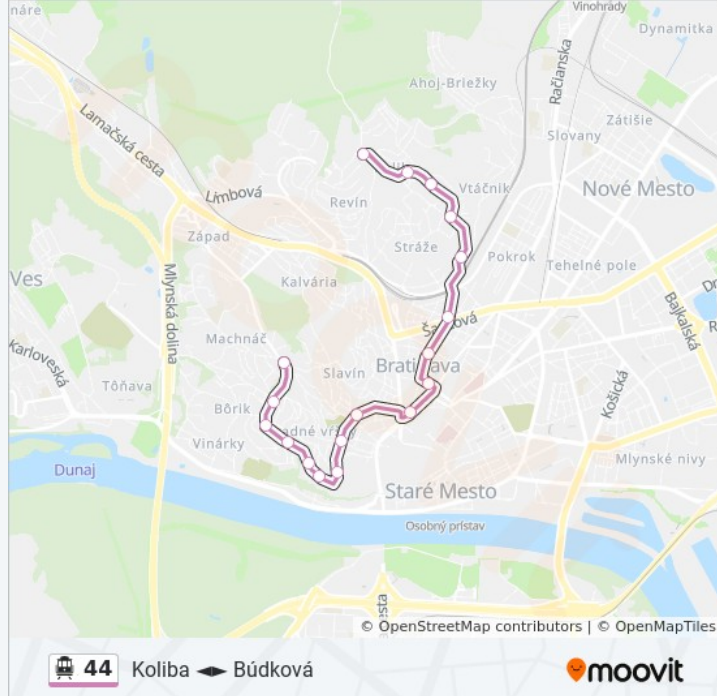 náre
Vinohrady
Dynamitka
Ahoj-Briežky
Račianska
Zátišie
Slovany
Lamačská cesta
Vtáčnik
Nové Mesto
Limbová
Revín
Západ
Stráže
Pokrok
Tehelné pole
Ves
Mlynská dolina
Kalvária
Bajkalská
Machnáč
Bratislava
Karloveská
Slavín
Tôňava
Košická
Bôrik
Vinárky
Mlynské nivy
Dunaj
Staré Mesto
Osobný prístav
esta
© OpenStreetMap contributors | © OpenMapTiles
44 Koliba Búdková
moovit